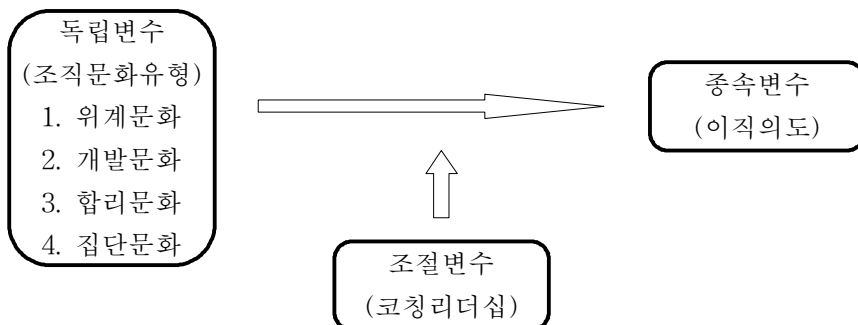 독립변수
(조직문화유형)
1. 위계문화
2. 개발문화
3. 합리문화
4. 집단문화
종속변수
(이직의도)
조절변수
(코칭리더십)